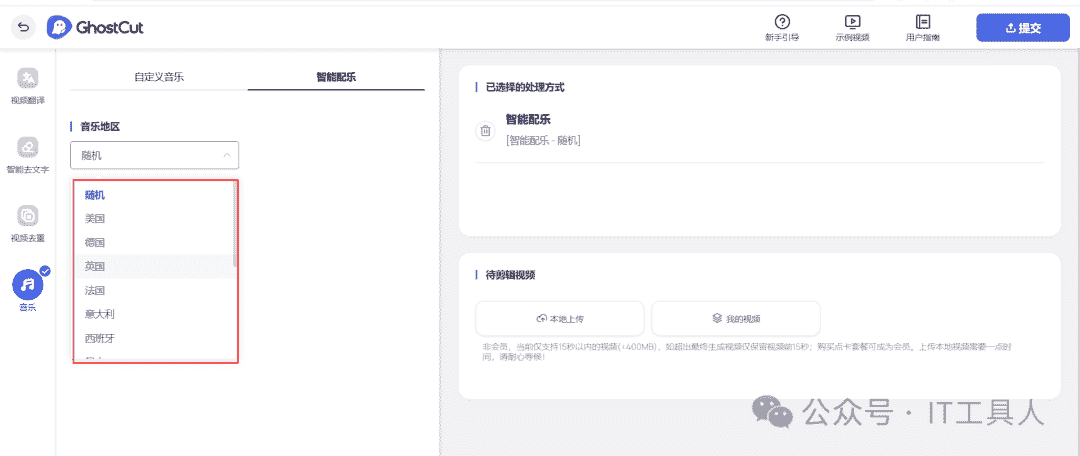 GhostCut
新手引导
示例视频
用户指南
提交
视频翻译
智能去文字
视频去重
音乐
自定义音乐
智能配乐
音乐地区
随机
随机
美国
德国
英国
法国
意大利
西班牙
已选择的处理方式
智能配乐
[智能配乐 - 随机]
待剪辑视频
本地上传
我的视频
非会员，当前仅支持15秒以内的视频(<400MB)，如超出最终生成视频仅保留视频前15秒；购买点卡套餐可成为会员。上传本地视频需要一点时
间，请耐心等候！
公众号 · IT工具人